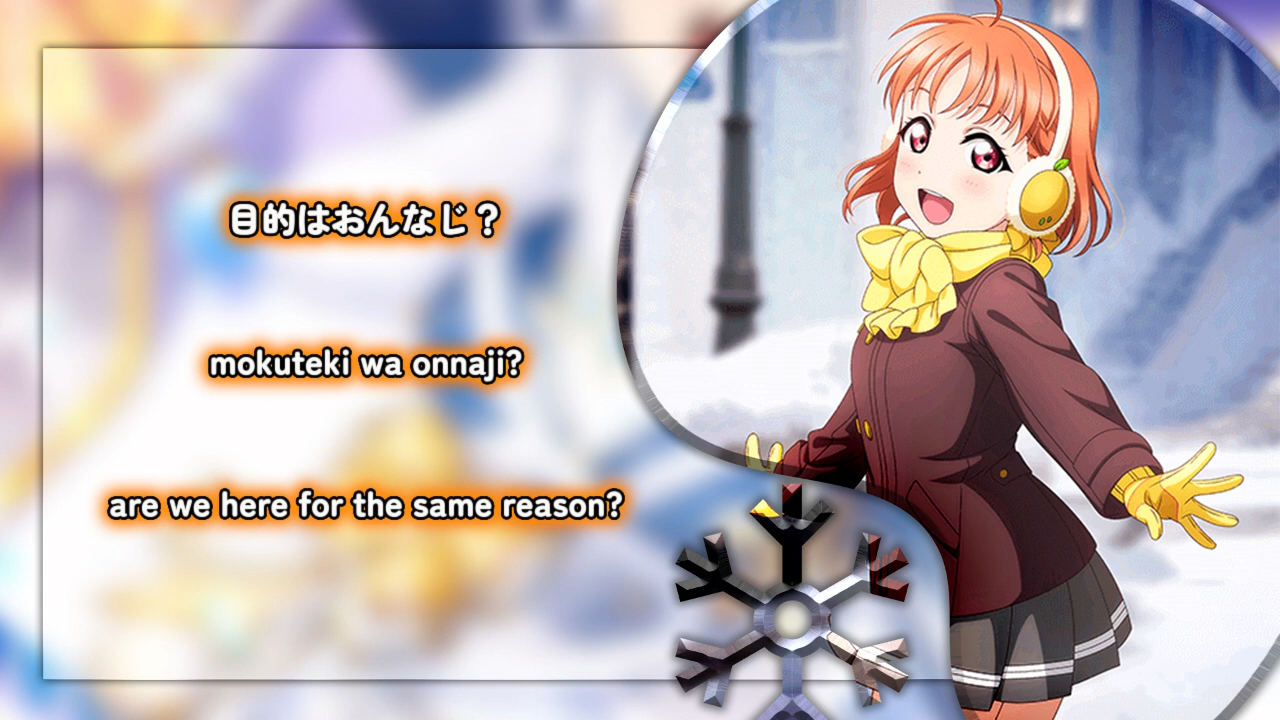 目的はおんなじ？
mokuteki wa onnaji?
are we here for the same reason?